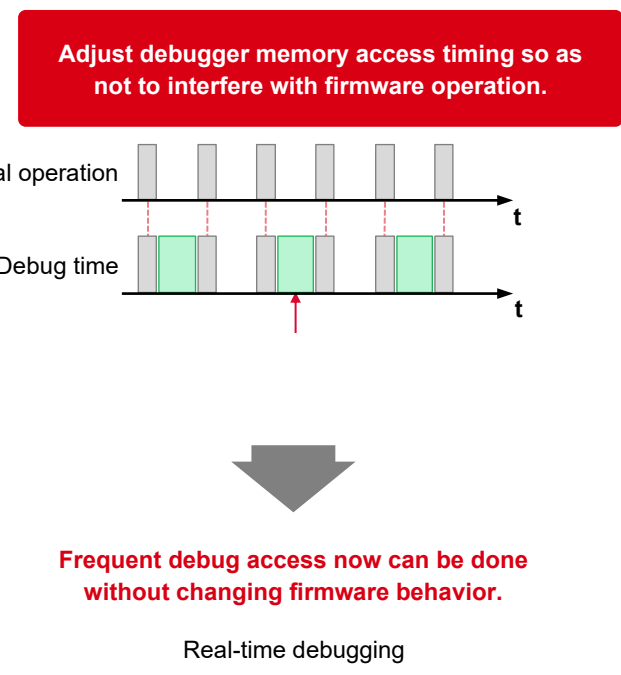 Adjust debugger memory access timing so as
not to interfere with firmware operation.
al operation
t
Debug time
t
Frequent debug access now can be done
without changing firmware behavior.
Real-time debugging